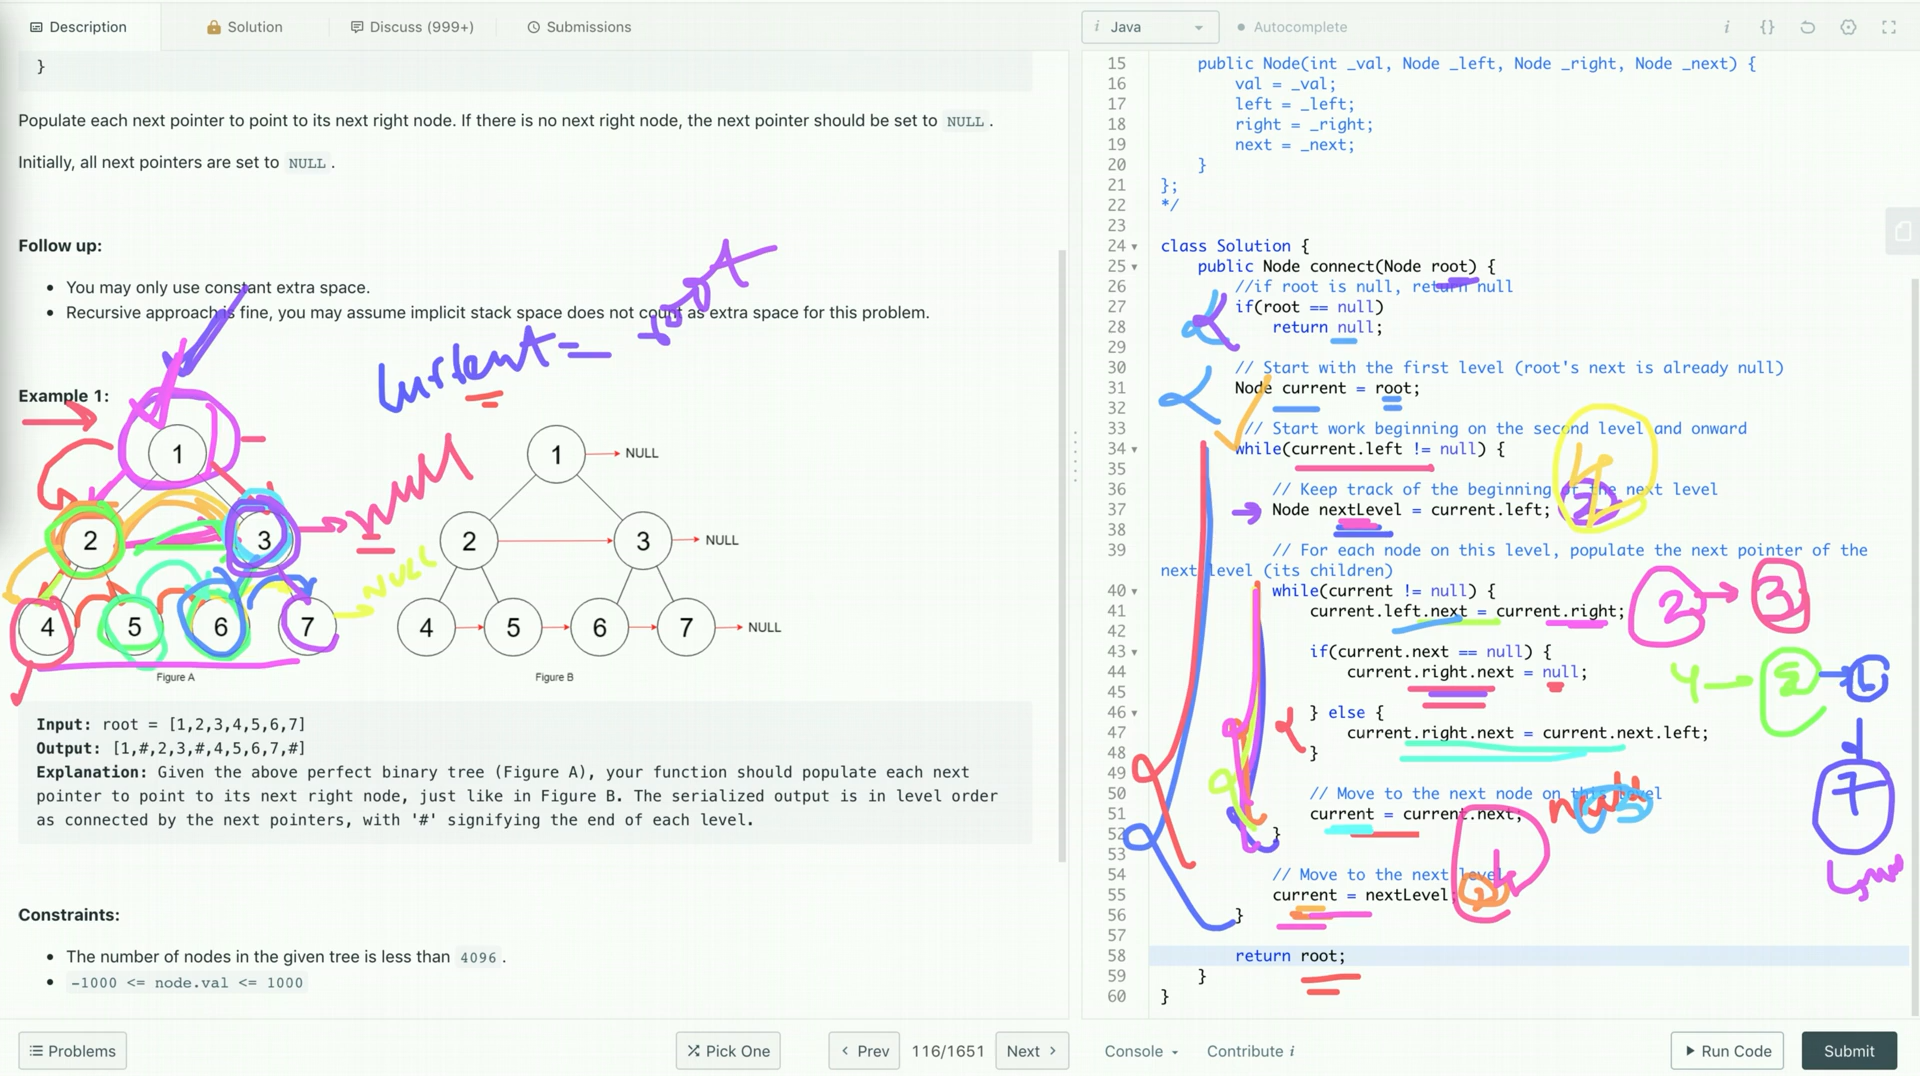 Description
Solution
Discuss (999+)
Submissions
}
Populate each next pointer to point to its next right node. If there is no next right node, the next pointer should be set to NULL.
Initially, all next pointers are set to NULL.
Follow up:
You may only use constant extra space.
Recursive approach is fine, you may assume implicit stack space does not count as extra space for this problem.
current = root
Example 1:
1
2
3
4
5
6
7
null
NULL
Figure A
1
NULL
2
3
NULL
4
5
6
7
NULL
Figure B
Input: root = [1,2,3,4,5,6,7]
Output: [1,#,2,3,#,4,5,6,7,#]
Explanation: Given the above perfect binary tree (Figure A), your function should populate each next
pointer to point to its next right node, just like in Figure B. The serialized output is in level order
as connected by the next pointers, with '#' signifying the end of each level.
Constraints:
The number of nodes in the given tree is less than 4096.
-1000 <= node.val <= 1000
Problems
Pick One
Prev
116/1651
Next
i Java
Autocomplete
i {}
15 public Node(int _val, Node _left, Node _right, Node _next) {
16 val = _val;
17 left = _left;
18 right = _right;
19 next = _next;
20 }
21 };
22 */
23
24 class Solution {
25 public Node connect(Node root) {
26 //if root is null, return null
27 if(root == null)
28 return null;
29
30 // Start with the first level (root's next is already null)
31 Node current = root;
32
33 // Start work beginning on the second level and onward
34 while(current.left != null) {
35
36 // Keep track of the beginning of the next level
37 Node nextLevel = current.left;
38
39 // For each node on this level, populate the next pointer of the
next level (its children)
40 while(current != null) {
41 current.left.next = current.right;
42
43 if(current.next == null) {
44 current.right.next = null;
45
46 } else {
47 current.right.next = current.next.left;
48 }
49
50 // Move to the next node on this level
51 current = current.next;
52 }
53
54 // Move to the next level
55 current = nextLevel;
56 }
57
58 return root;
59 }
60 }
4
2
2 → 3
4
6
7
null
Console
Contribute i
Run Code
Submit